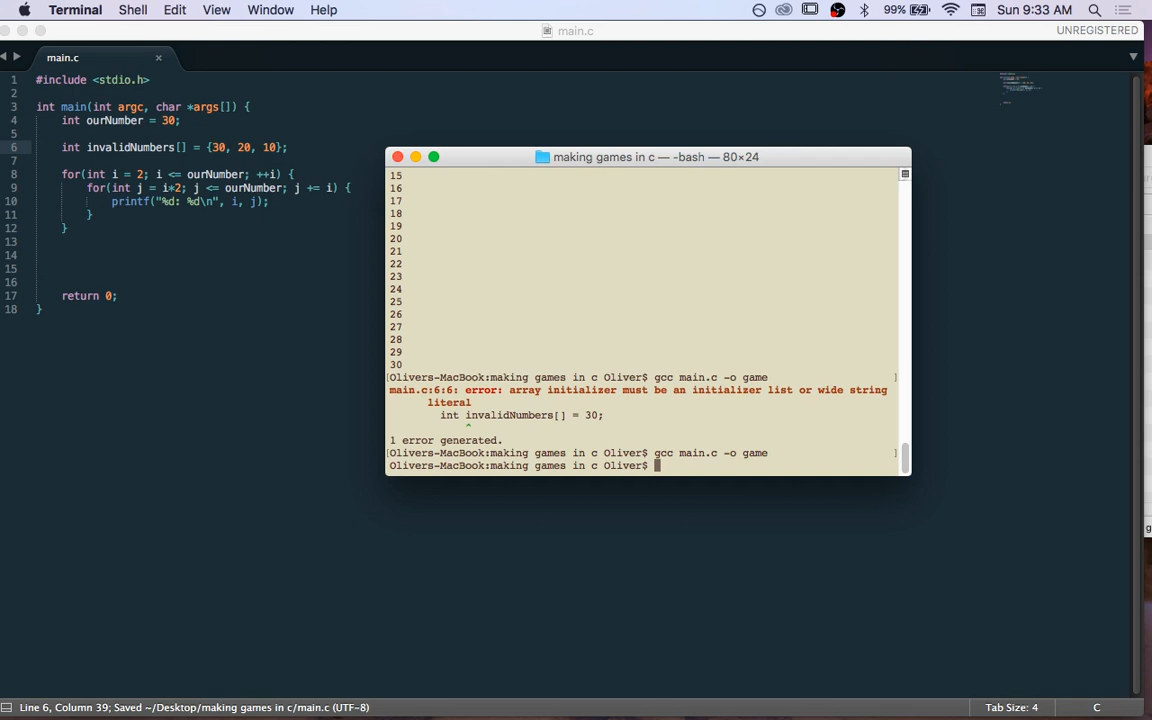 Terminal Shell Edit View Window Help 99% Sun 9:33 AM
main.c UNREGISTERED
main.c
1 #include <stdio.h>
2
3 int main(int argc, char *args[]) {
4 int ourNumber = 30;
5
6 int invalidNumbers[] = {30, 20, 10};
7
8 for(int i = 2; i <= ourNumber; ++i) {
9 for(int j = i*2; j <= ourNumber; j += i) {
10 printf("%d: %d\n", i, j);
11 }
12 }
13
14
15
16
17 return 0;
18 }
making games in c — -bash — 80×24
15
16
17
18
19
20
21
22
23
24
25
26
27
28
29
30
[Olivers-MacBook:making games in c Oliver$ gcc main.c -o game ]
main.c:6:6: error: array initializer must be an initializer list or wide string
literal
int invalidNumbers[] = 30;
^
1 error generated.
[Olivers-MacBook:making games in c Oliver$ gcc main.c -o game ]
Olivers-MacBook:making games in c Oliver$
Line 6, Column 39; Saved ~/Desktop/making games in c/main.c (UTF-8) Tab Size: 4 C